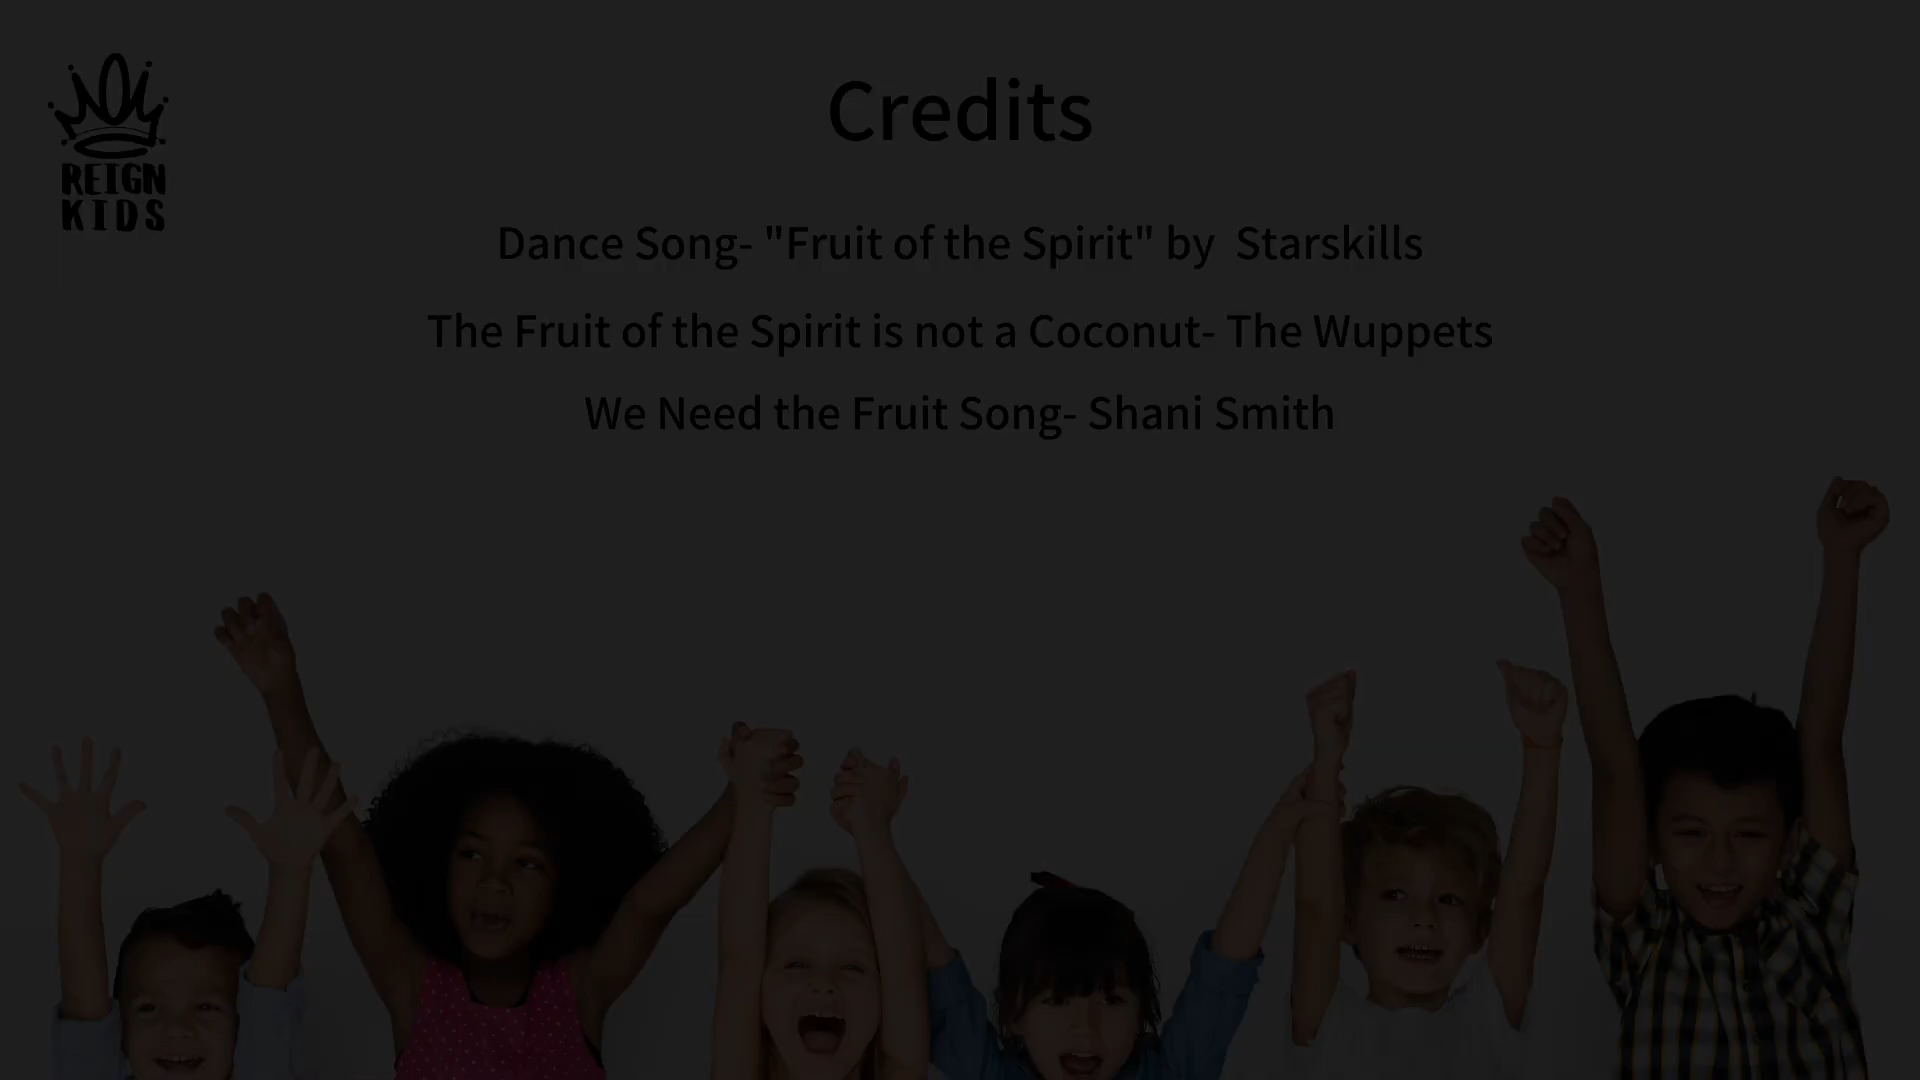 REIGN
KIDS
Credits
Dance Song- "Fruit of the Spirit" by  Starskills
The Fruit of the Spirit is not a Coconut- The Wuppets
We Need the Fruit Song- Shani Smith